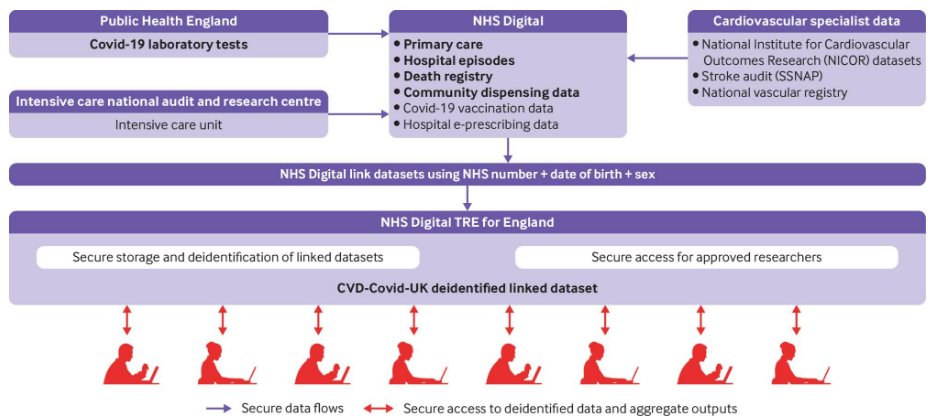 Public Health England
Covid-19 laboratory tests
Intensive care national audit and research centre
Intensive care unit
NHS Digital
• Primary care
• Hospital episodes
• Death registry
• Community dispensing data
• Covid-19 vaccination data
• Hospital e-prescribing data
Cardiovascular specialist data
• National Institute for Cardiovascular
Outcomes Research (NICOR) datasets
• Stroke audit (SSNAP)
• National vascular registry
NHS Digital link datasets using NHS number + date of birth + sex
NHS Digital TRE for England
Secure storage and deidentification of linked datasets
Secure access for approved researchers
CVD-Covid-UK deidentified linked dataset
Secure data flows
Secure access to deidentified data and aggregate outputs